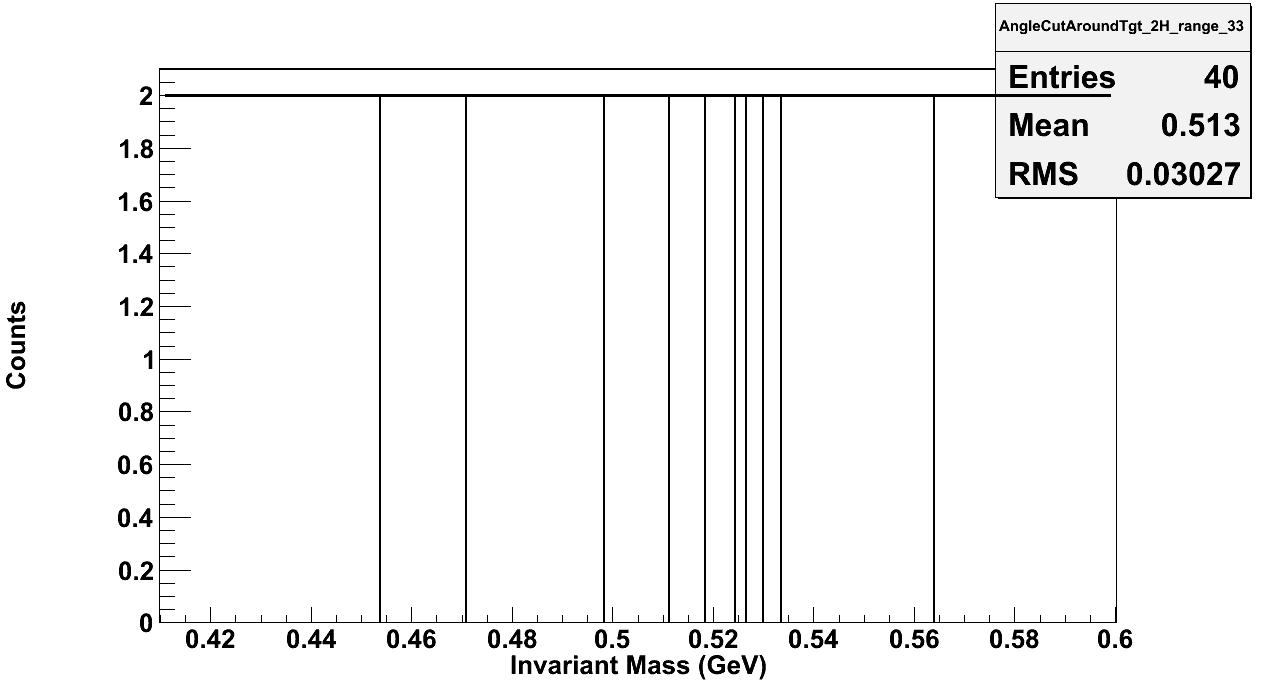 AngleCutAroundTgt_2H_range_33
Entries 40
Mean 0.513
RMS 0.03027
2
1.8
1.6
1.4
1.2
1
0.8
0.6
0.4
0.2
0
Counts
0.42 0.44 0.46 0.48 0.5 0.52 0.54 0.56 0.58 0.6
Invariant Mass (GeV)